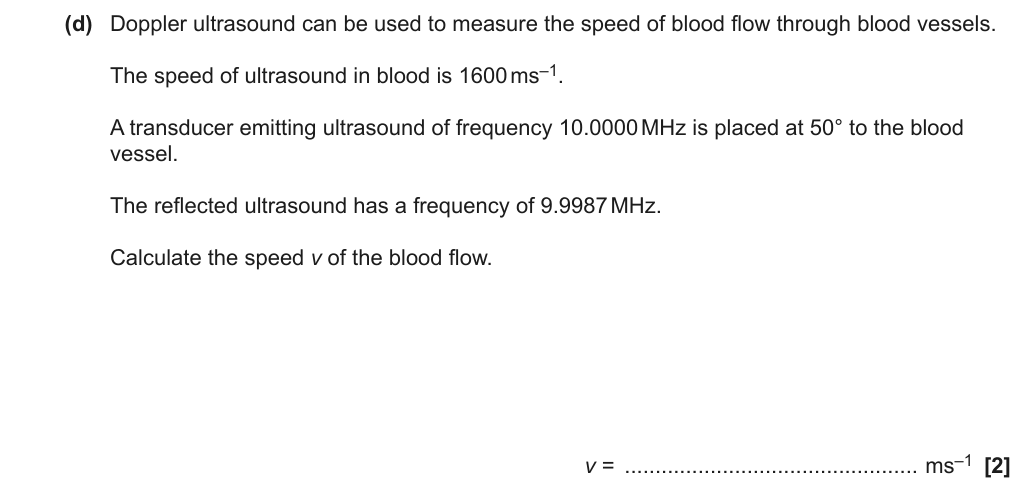 (d) Doppler ultrasound can be used to measure the speed of blood flow through blood vessels.
The speed of ultrasound in blood is 1600 ms⁻¹.
A transducer emitting ultrasound of frequency 10.0000 MHz is placed at 50° to the blood
vessel.
The reflected ultrasound has a frequency of 9.9987 MHz.
Calculate the speed v of the blood flow.
v = ................................................ ms⁻¹ [2]